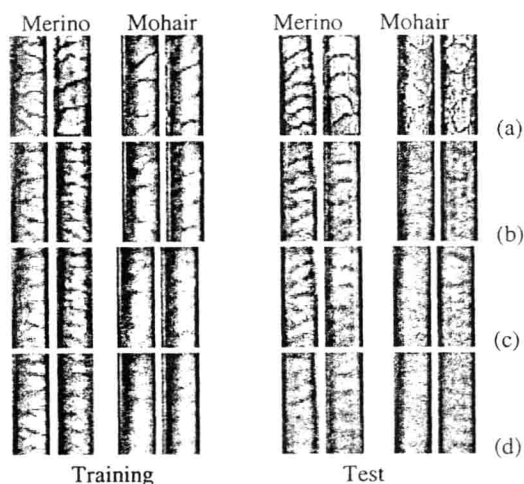 Merino Mohair Merino Mohair
(a)
(b)
(c)
(d)
Training Test